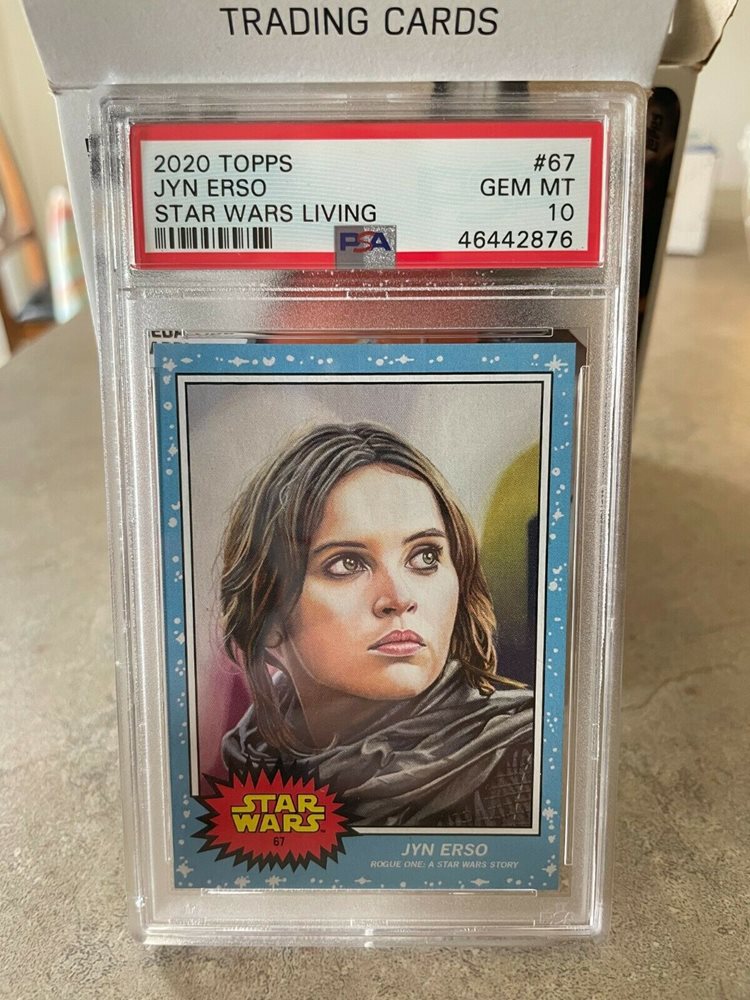 TRADING CARDS
2020 TOPPS #67
JYN ERSO GEM MT
STAR WARS LIVING 10
PSA 46442876
STAR
WARS
67
JYN ERSO
ROGUE ONE: A STAR WARS STORY